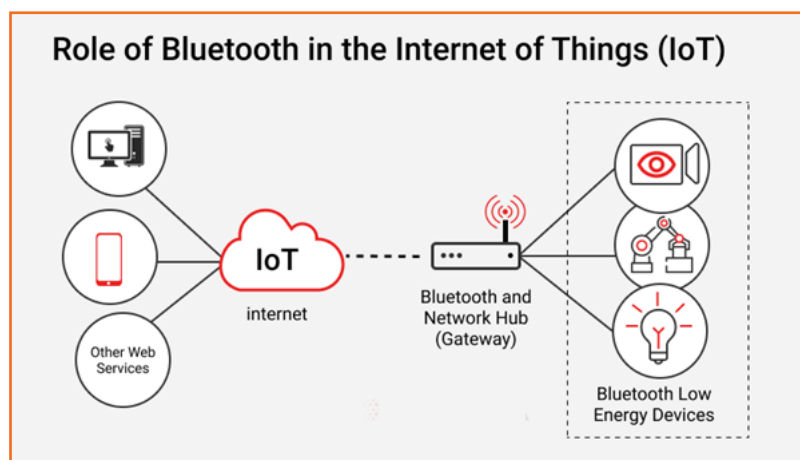 Role of Bluetooth in the Internet of Things (IoT)
IoT
internet
Other Web
Services
Bluetooth and
Network Hub
(Gateway)
Bluetooth Low
Energy Devices